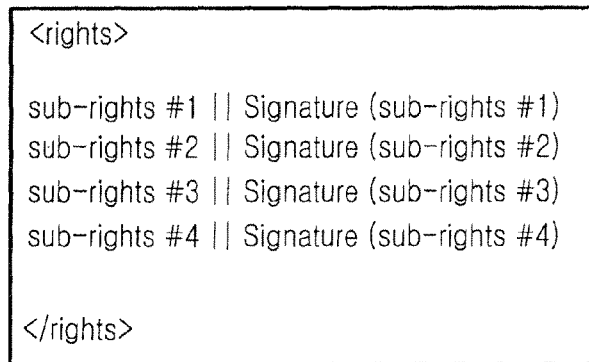 <rights>
sub-rights #1 || Signature (sub-rights #1)
sub-rights #2 || Signature (sub-rights #2)
sub-rights #3 || Signature (sub-rights #3)
sub-rights #4 || Signature (sub-rights #4)
</rights>